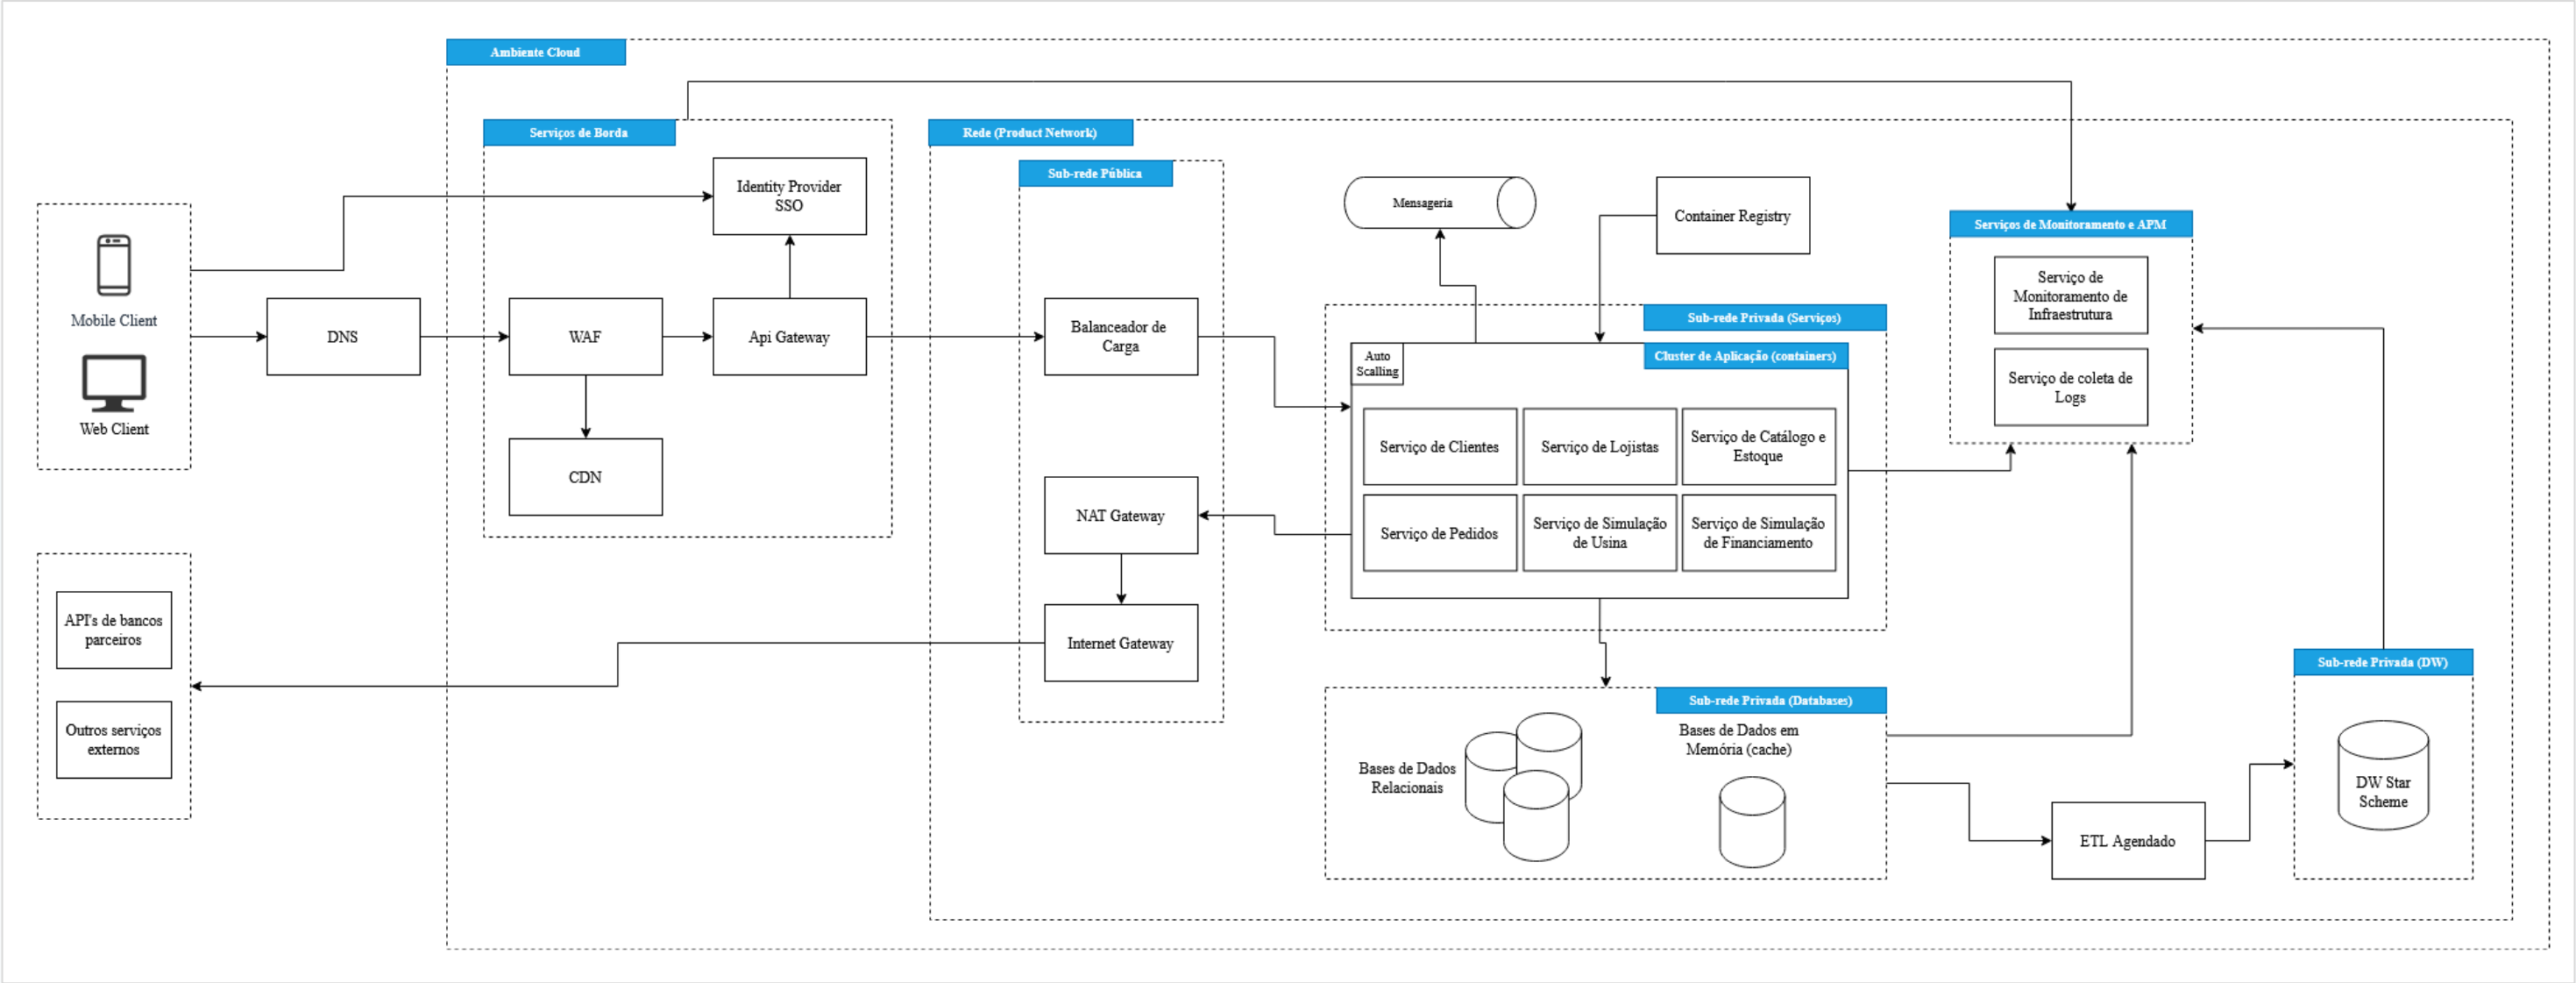 Ambiente Cloud
Serviços de Borda
Identity Provider
SSO
Mobile Client
Web Client
DNS
WAF
Api Gateway
CDN
API's de bancos
parceiros
Outros serviços
externos
Rede (Product Network)
Sub-rede Pública
Balanceador de
Carga
NAT Gateway
Internet Gateway
Mensageria
Container Registry
Sub-rede Privada (Serviços)
Cluster de Aplicação (containers)
Auto
Scalling
Serviço de Clientes
Serviço de Lojistas
Serviço de Catálogo e
Estoque
Serviço de Pedidos
Serviço de Simulação
de Usina
Serviço de Simulação
de Financiamento
Serviços de Monitoramento e APM
Serviço de
Monitoramento de
Infraestrutura
Serviço de coleta de
Logs
Sub-rede Privada (Databases)
Bases de Dados
Relacionais
Bases de Dados em
Memória (cache)
ETL Agendado
Sub-rede Privada (DW)
DW Star
Scheme